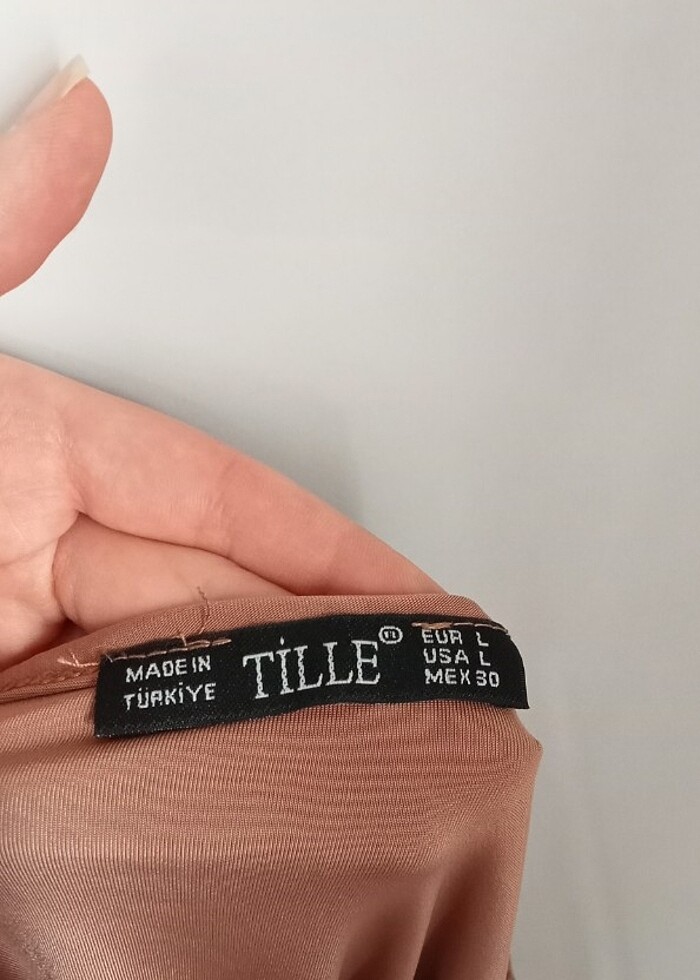 MADE IN
TÜRKİYE
TİLLE
EUR L
USA L
MEX 30